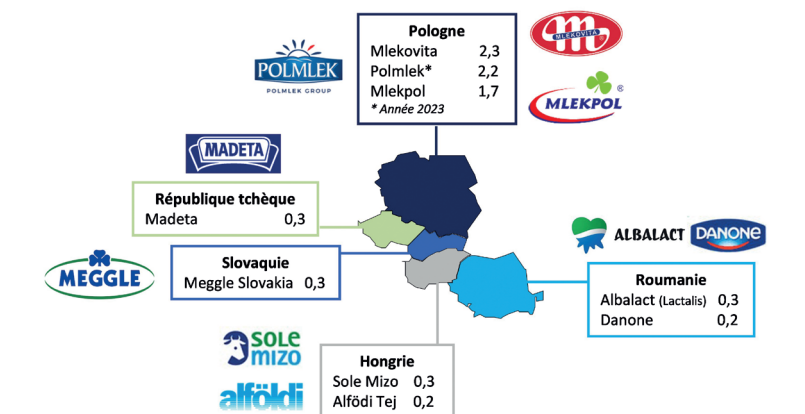 Pologne
Mlekovita 2,3
Polmlek* 2,2
Mlekpol 1,7
* Année 2023
POLMLEK
POLMLEK GROUP
MLEKOVITA
MLEKPOL
®
MADETA
République tchèque
Madeta 0,3
MEGGLE
Slovaquie
Meggle Slovakia 0,3
ALBALACT
DANONE
Roumanie
Albalact (Lactalis) 0,3
Danone 0,2
SOLE
MIZO
alföldi
Hongrie
Sole Mizo 0,3
Alfödi Tej 0,2